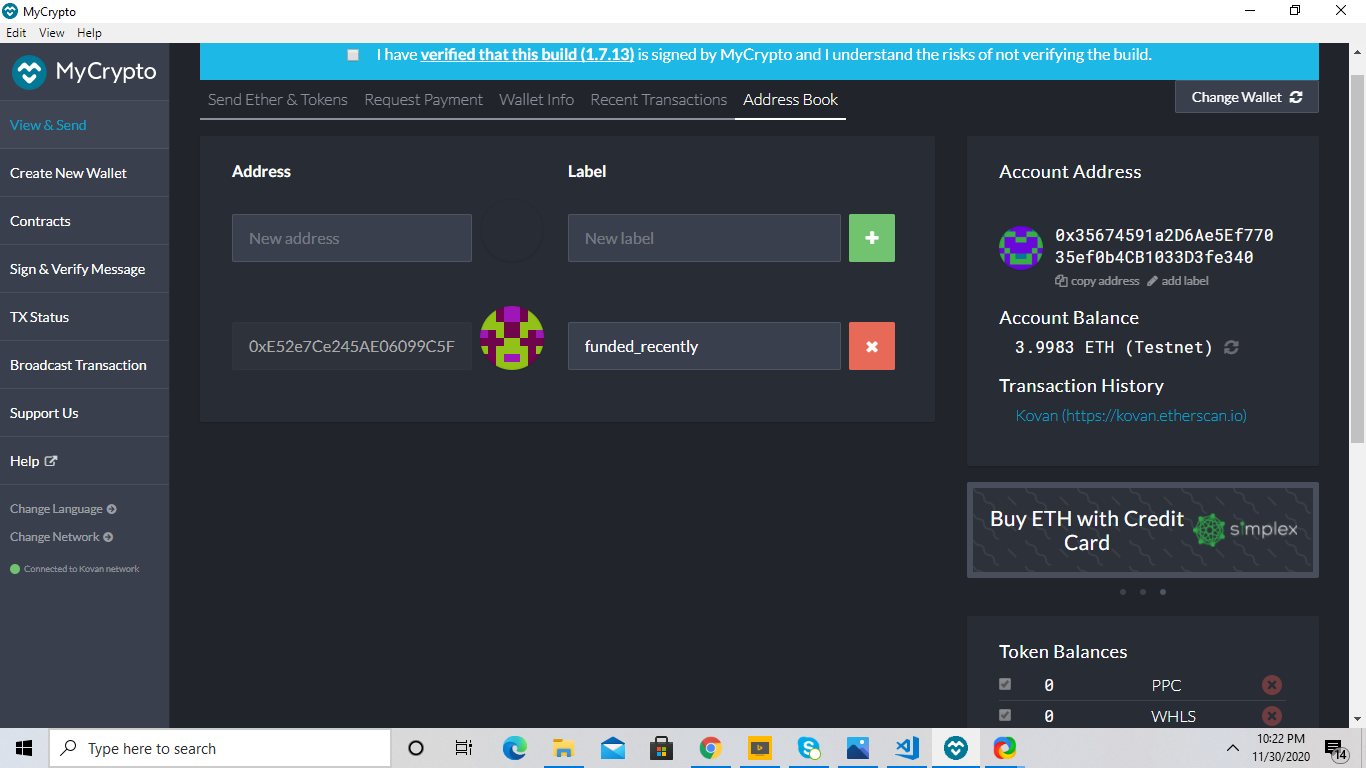 MyCrypto
Edit View Help
MyCrypto
I have verified that this build (1.7.13) is signed by MyCrypto and I understand the risks of not verifying the build.
Send Ether & Tokens Request Payment Wallet Info Recent Transactions Address Book
Change Wallet
View & Send
Create New Wallet
Contracts
Sign & Verify Message
TX Status
Broadcast Transaction
Support Us
Help
Change Language
Change Network
Connected to Kovan network
Address Label
New address New label
0xE52e7Ce245AE06099C5F funded_recently
Account Address
0x35674591a2D6Ae5Ef770
35ef0b4CB1033D3fe340
copy address add label
Account Balance
3.9983 ETH (Testnet)
Transaction History
Kovan (https://kovan.etherscan.io)
Buy ETH with Credit
Card
simplex
Token Balances
0 PPC
0 WHLS
Type here to search
10:22 PM
11/30/2020
14